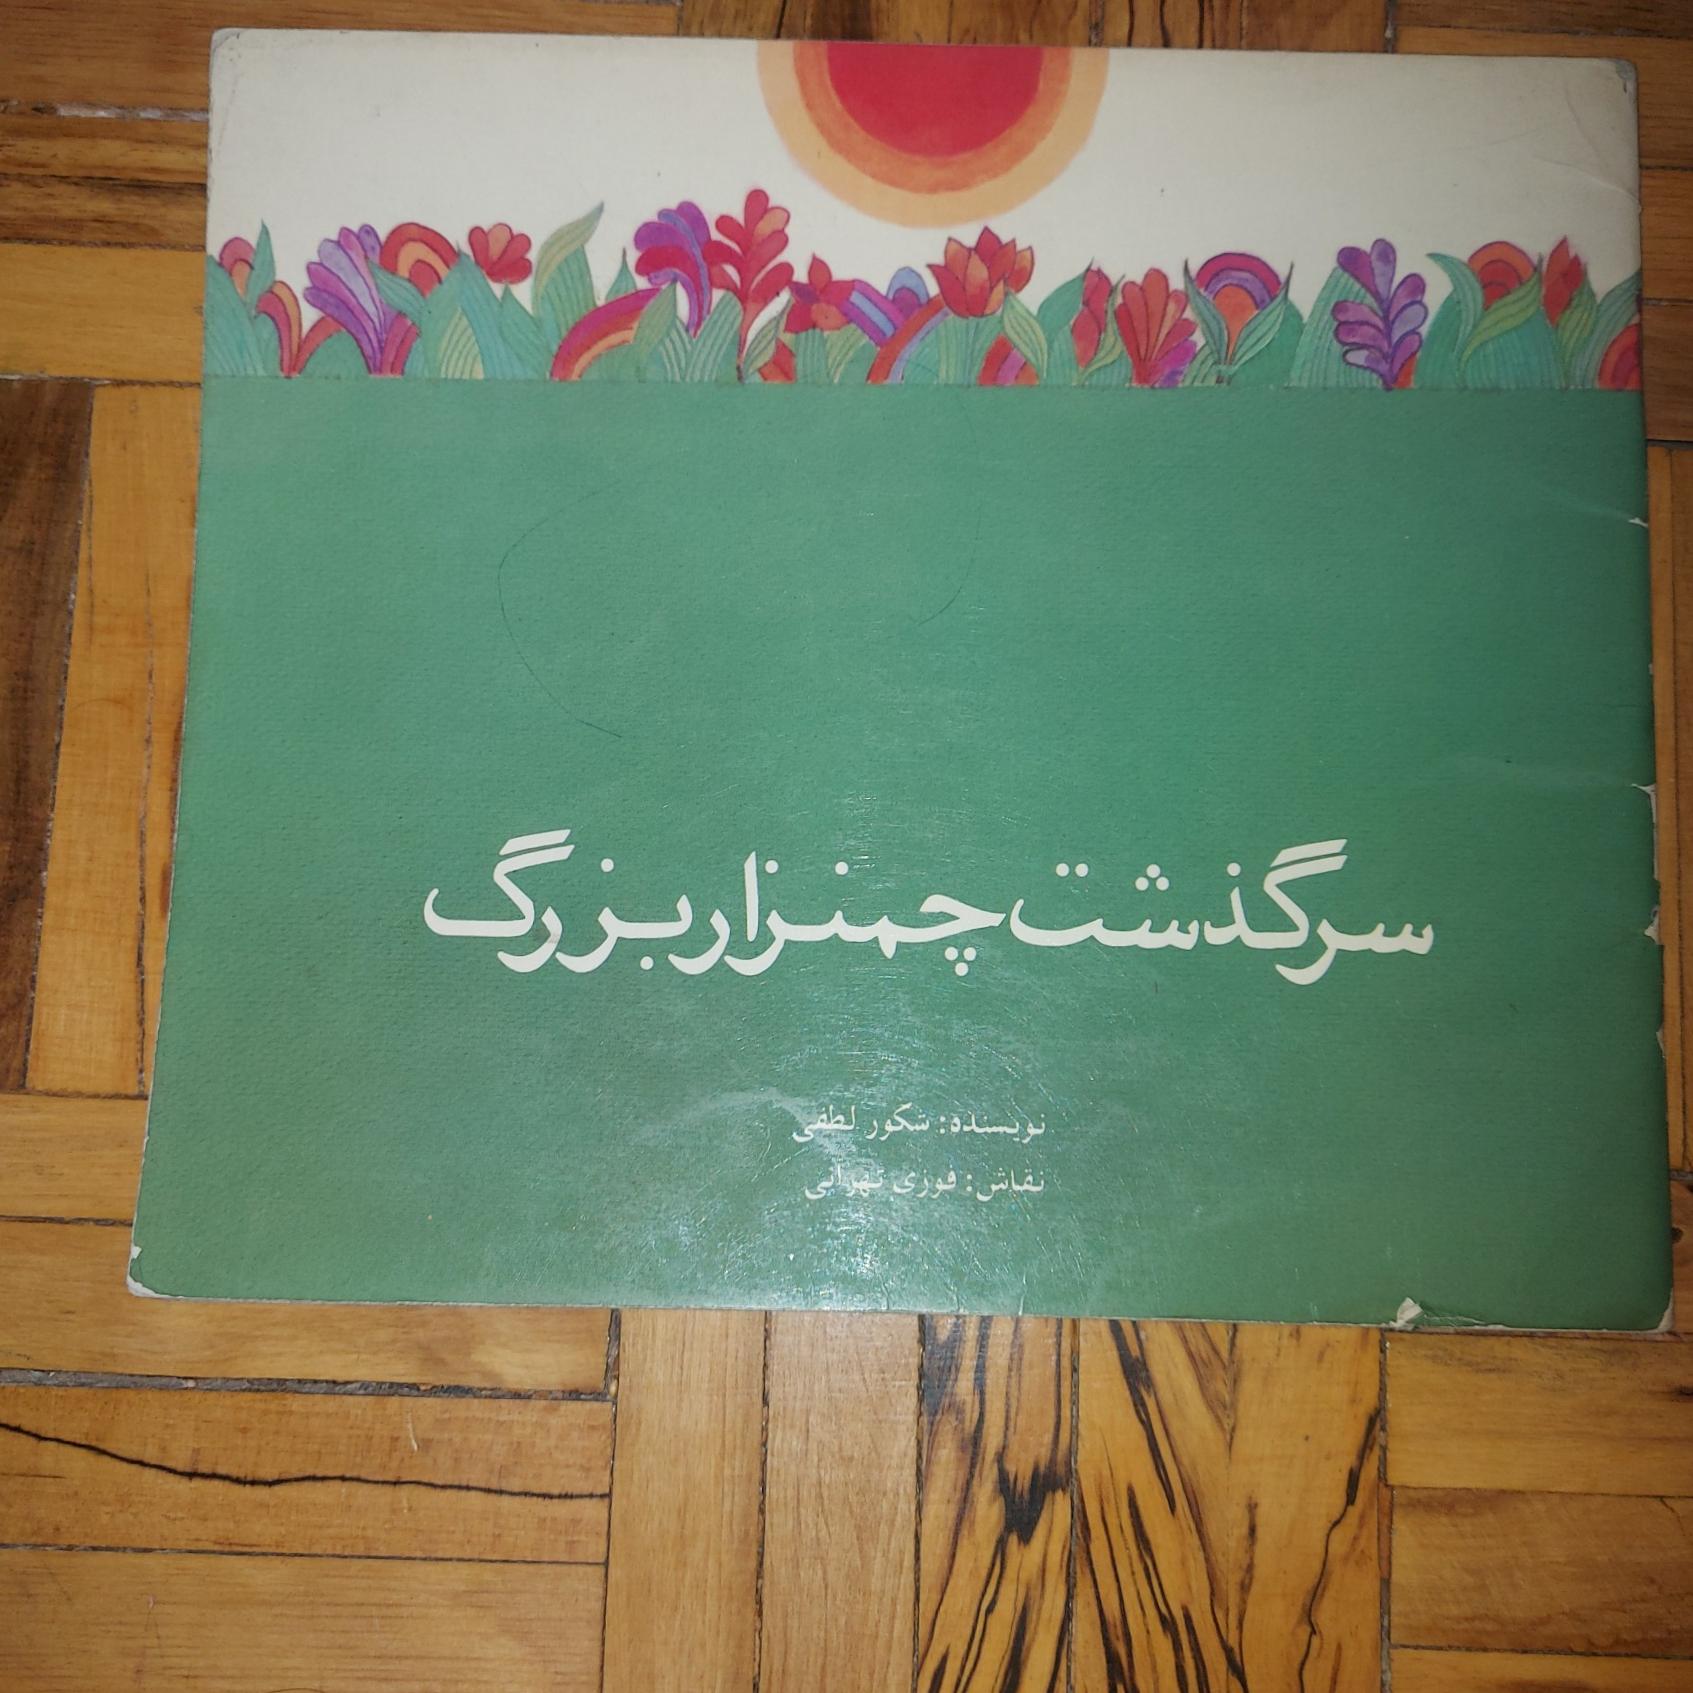 سرگذشت چمنزار بزرگ
نویسنده: شکور لطفی
نقاش: فوزی تهرانی